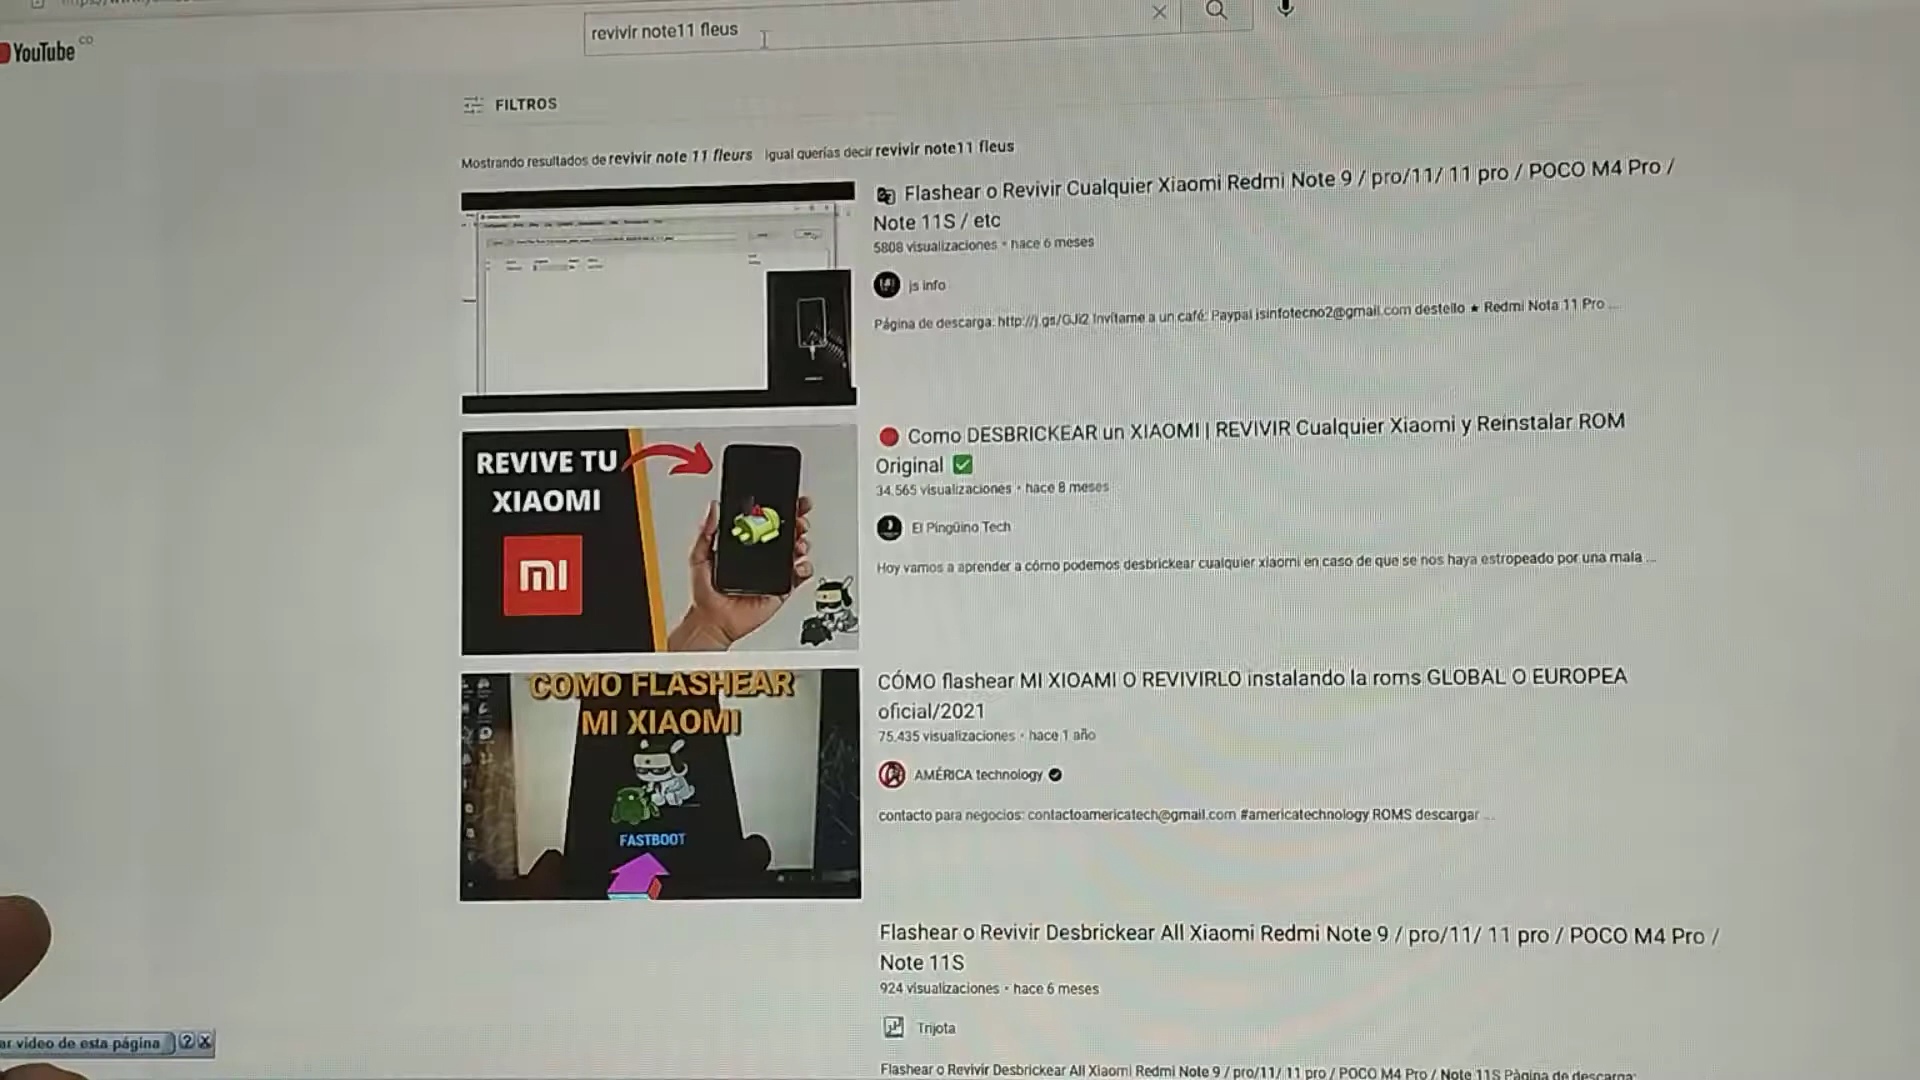 YouTube CO
revivir note11 fleus
FILTROS
Mostrando resultados de revivir note 11 fleurs Igual querías decir revivir note11 fleus
Flashear o Revivir Cualquier Xiaomi Redmi Note 9 / pro/11/ 11 pro / POCO M4 Pro /
Note 11S / etc
5808 visualizaciones • hace 6 meses
js info
Página de descarga: http://j.gs/GJi2 Invítame a un café: Paypal jsinfotecno2@gmail.com destello ★ Redmi Nota 11 Pro ...
REVIVE TU
XIAOMI
Como DESBRICKEAR un XIAOMI | REVIVIR Cualquier Xiaomi y Reinstalar ROM
Original
34.565 visualizaciones • hace 8 meses
El Pingüino Tech
Hoy vamos a aprender a cómo podemos desbrickear cualquier xiaomi en caso de que se nos haya estropeado por una mala ...
COMO FLASHEAR
MI XIAOMI
FASTBOOT
CÓMO flashear MI XIOAMI O REVIVIRLO instalando la roms GLOBAL O EUROPEA
oficial/2021
75.435 visualizaciones • hace 1 año
AMÉRICA technology
contacto para negocios: contactoamericatech@gmail.com #americatechnology ROMS descargar ...
Flashear o Revivir Desbrickear All Xiaomi Redmi Note 9 / pro/11/ 11 pro / POCO M4 Pro /
Note 11S
924 visualizaciones • hace 6 meses
Trijota
ar video de esta página ? X
Flashear o Revivir Desbrickear All Xiaomi Redmi Note 9 / pro/11/ 11 pro / POCO M4 Pro / Note 11S Página de descarga: